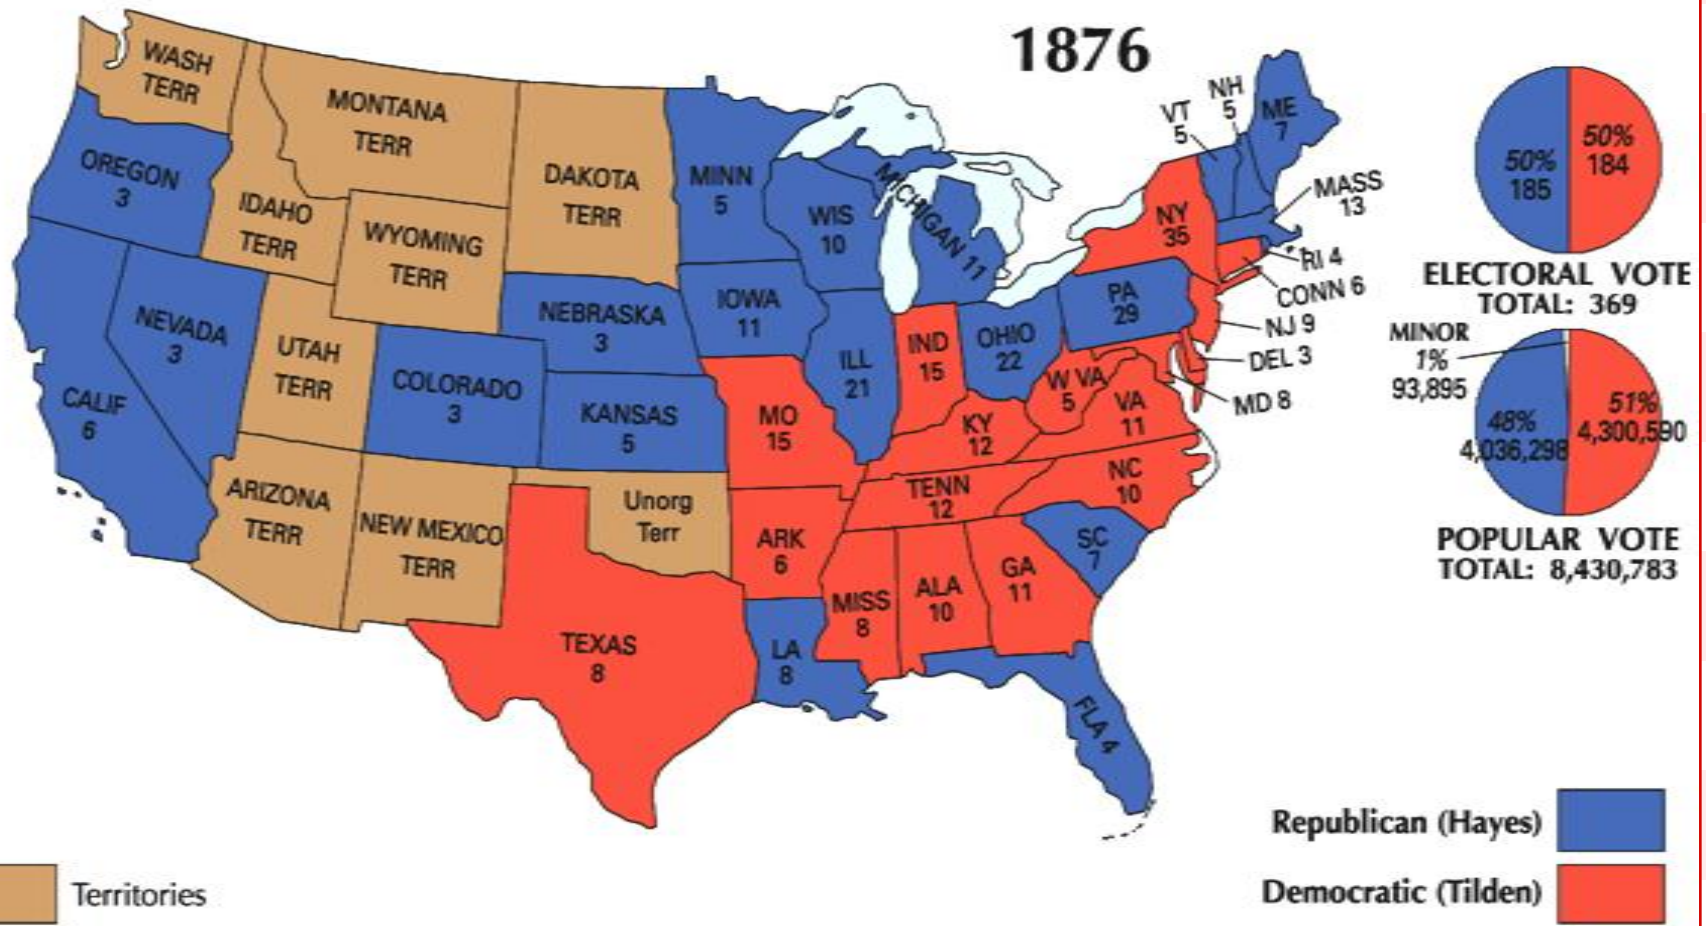 1876
WASH
TERR
MONTANA
TERR
OREGON
3
IDAHO
TERR
WYOMING
TERR
DAKOTA
TERR
MINN
5
WIS
10
MICHIGAN 11
VT
5
NH
5
ME
7
MASS
13
NY
35
RI 4
CONN 6
NJ 9
DEL 3
MD 8
PA
29
NEVADA
3
CALIF
6
UTAH
TERR
COLORADO
3
NEBRASKA
3
KANSAS
5
IOWA
11
ILL
21
IND
15
OHIO
22
W VA
5
VA
11
MO
15
KY
12
TENN
12
NC
10
ARIZONA
TERR
NEW MEXICO
TERR
Unorg
Terr
ARK
6
SC
7
GA
11
ALA
10
MISS
8
TEXAS
8
LA
8
FLA 4
50%
185
50%
184
ELECTORAL VOTE
TOTAL: 369
MINOR
1%
93,895
48%
4,036,298
51%
4,300,590
POPULAR VOTE
TOTAL: 8,430,783
Republican (Hayes)
Democratic (Tilden)
Territories